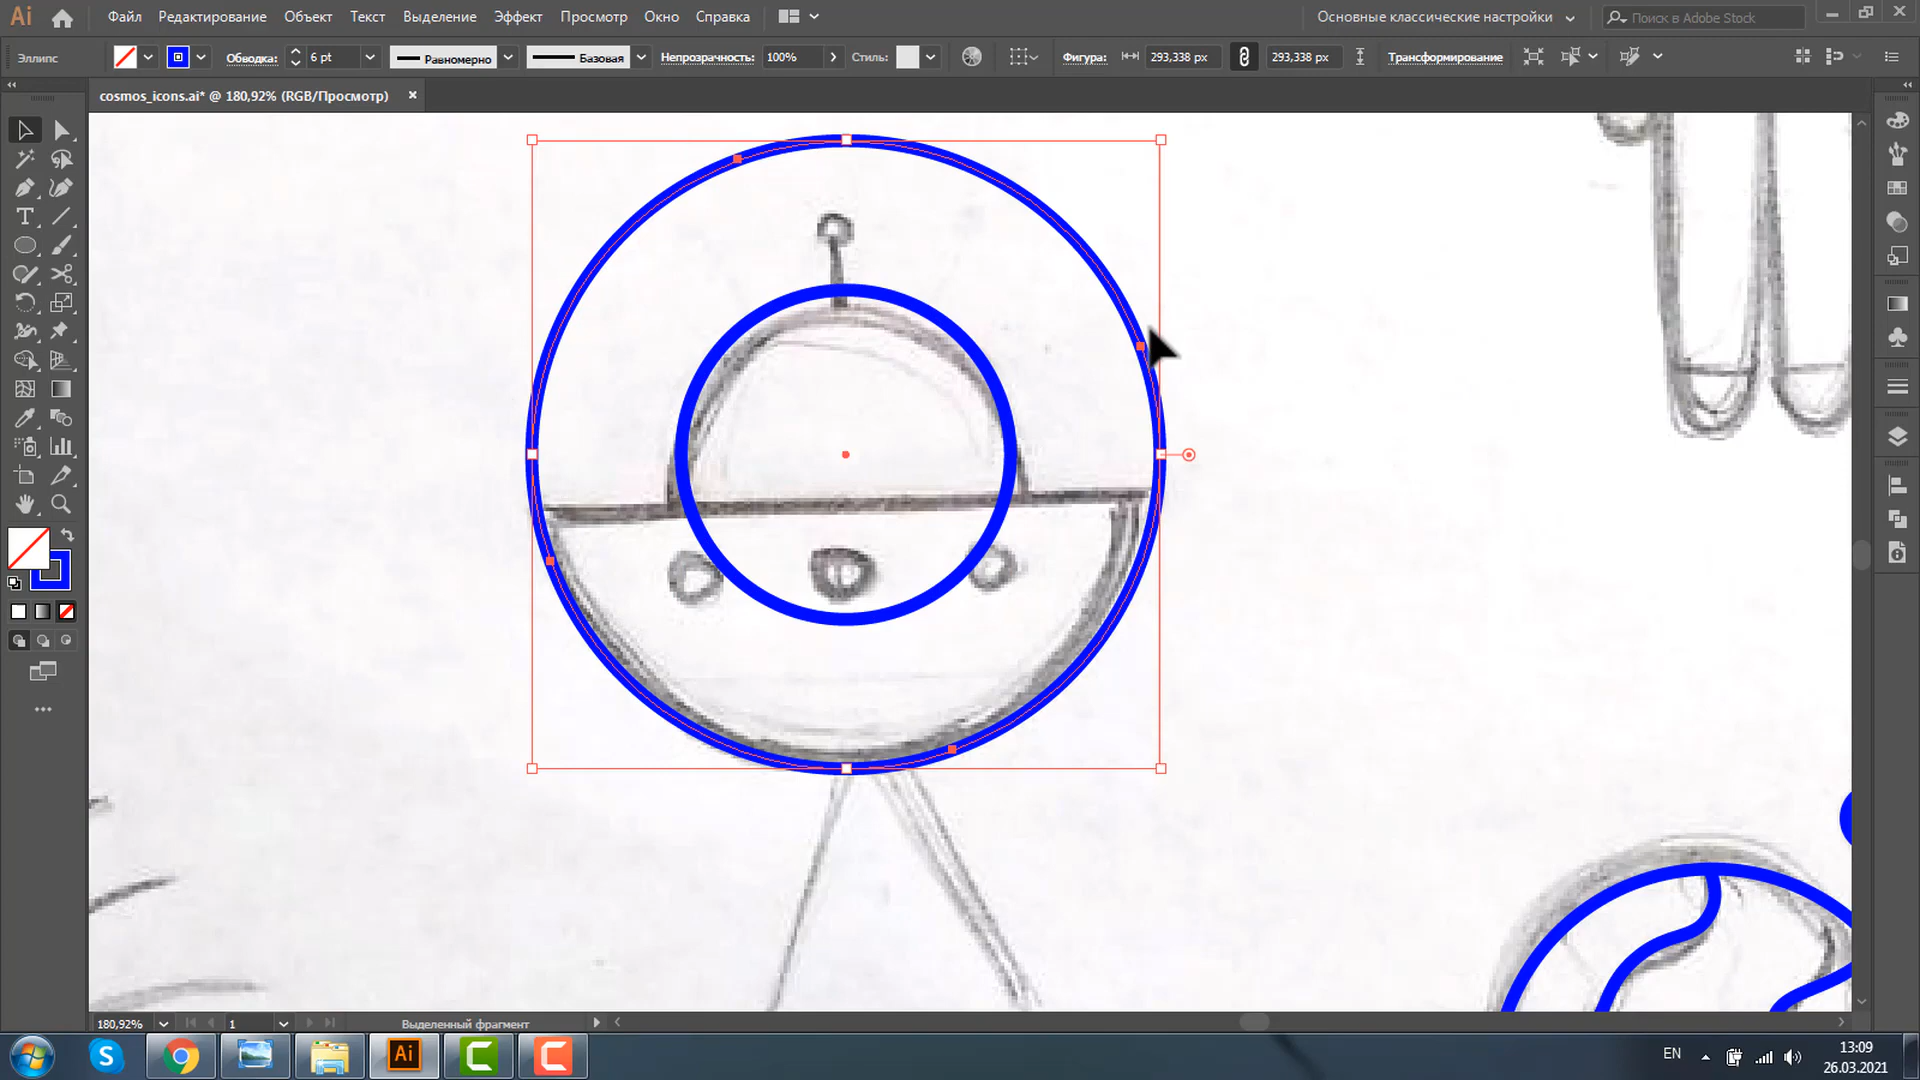 Ai Файл Редактирование Объект Текст Выделение Эффект Просмотр Окно Справка Основные классические настройки Поиск в Adobe Stock
Эллипс Обводка: 6 pt Равномерно Базовая Непрозрачность: 100% Стиль: Фигура: 293,338 px 293,338 px Трансформирование
cosmos_icons.ai* @ 180,92% (RGB/Просмотр) ×
180,92% 1 Выделенный фрагмент
Ai EN 13:09
26.03.2021